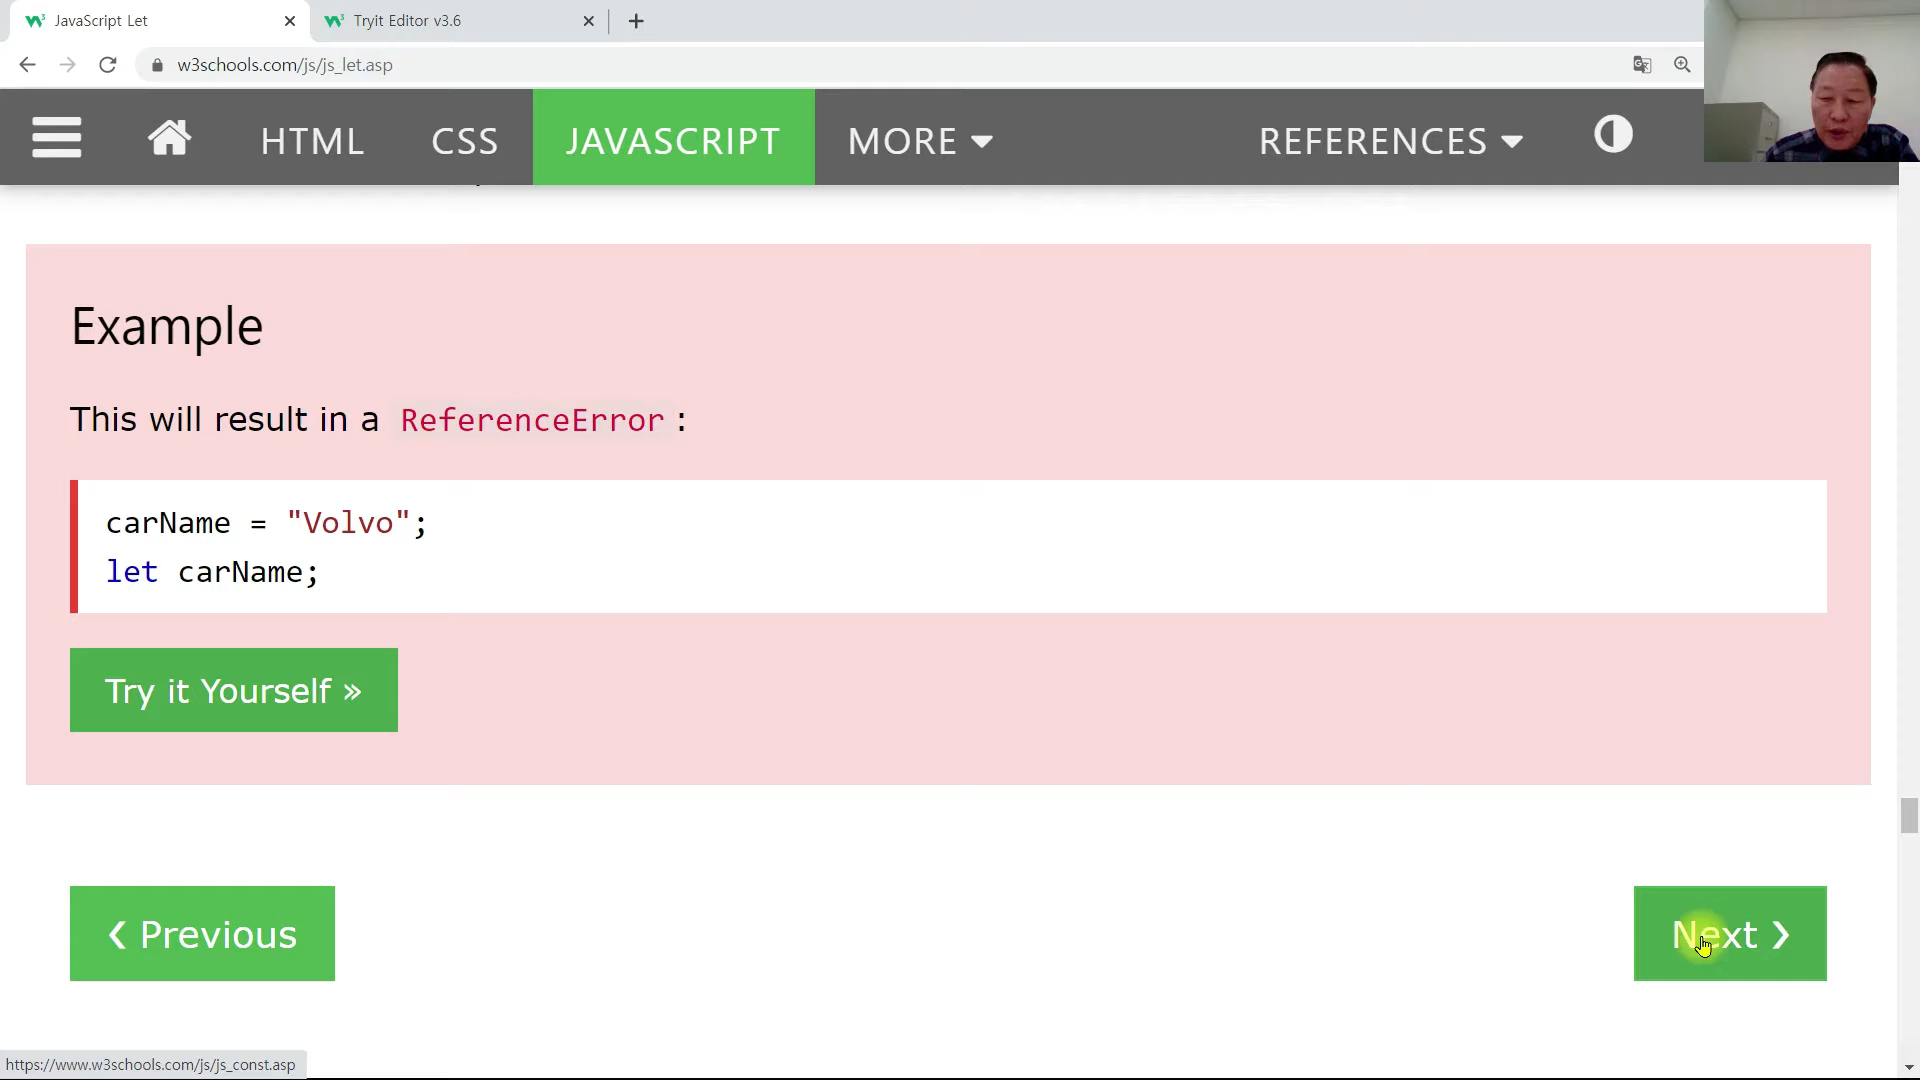 JavaScript Let
Tryit Editor v3.6
w3schools.com/js/js_let.asp
HTML CSS JAVASCRIPT MORE REFERENCES
Example
This will result in a ReferenceError:
carName = "Volvo";
let carName;
Try it Yourself »
❮ Previous
Next ❯
https://www.w3schools.com/js/js_const.asp